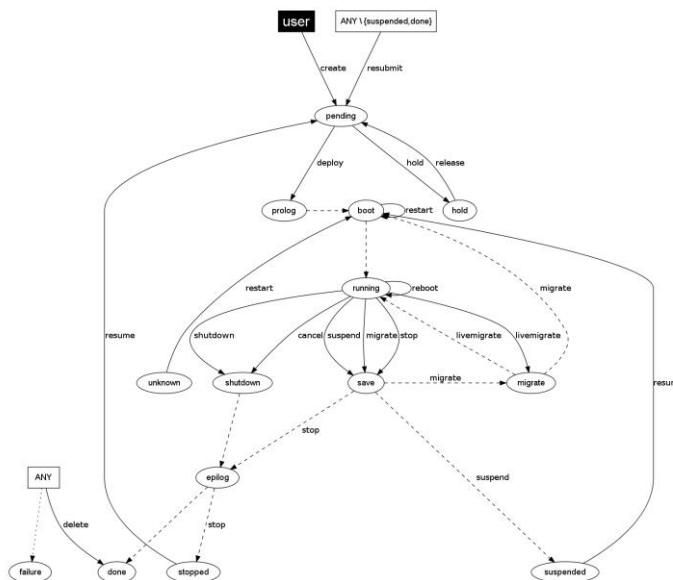 user
ANY \ {suspended,done}
create
resubmit
pending
deploy
hold
release
prolog
boot
restart
hold
restart
migrate
running
reboot
resume
shutdown
cancel
suspend
migrate
stop
livemigrate
livemigrate
unknown
shutdown
save
migrate
migrate
resum
stop
epilog
suspend
ANY
delete
stop
failure
done
stopped
suspended